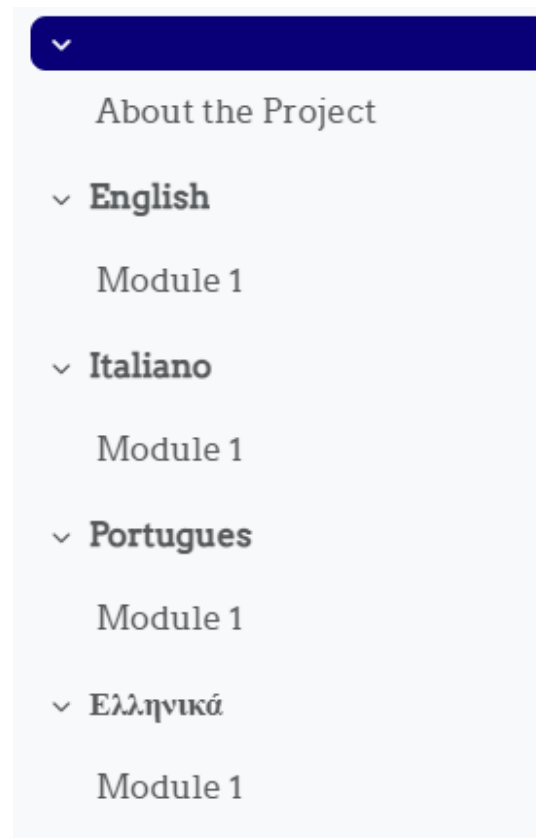 About the Project
English
Module 1
Italiano
Module 1
Portugues
Module 1
Ελληνικά
Module 1